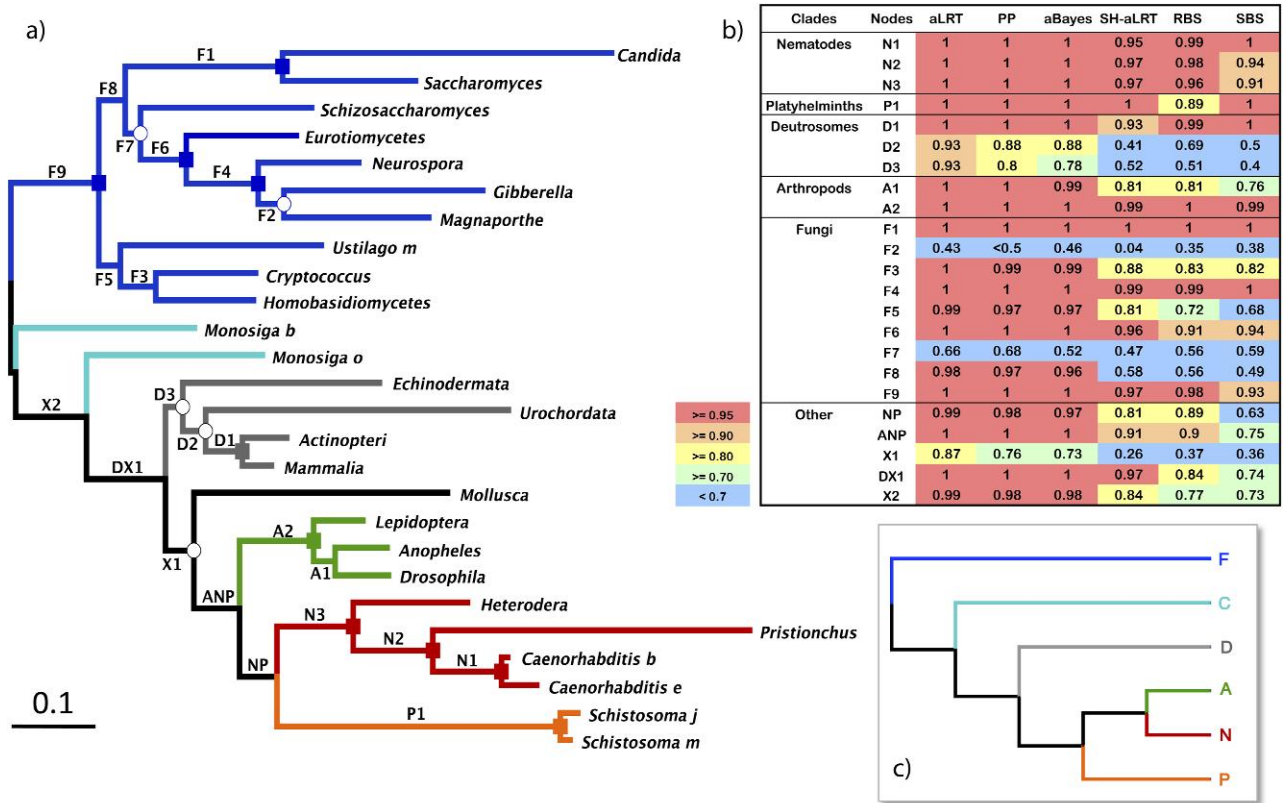 a)
F1
Candida
F8
Saccharomyces
Schizosaccharomyces
F7
F6
Eurotiomycetes
Neurospora
F9
F4
Gibberella
F2
Magnaporthe
Ustilago m
F5
F3
Cryptococcus
Homobasidiomycetes
Monosiga b
Monosiga o
X2
D3
Echinodermata
D2
D1
Urochordata
Actinopteri
Mammalia
DX1
Mollusca
X1
A2
Lepidoptera
Anopheles
A1
Drosophila
ANP
N3
Heterodera
N2
Pristionchus
N1
Caenorhabditis b
Caenorhabditis e
NP
P1
Schistosoma j
Schistosoma m
0.1
b)
Clades Nodes aLRT PP aBayes SH-aLRT RBS SBS
Nematodes N1 1 1 1 0.95 0.99 1
N2 1 1 1 0.97 0.98 0.94
N3 1 1 1 0.97 0.96 0.91
Platyhelminths P1 1 1 1 1 0.89 1
Deutrosomes D1 1 1 1 0.93 0.99 1
D2 0.93 0.88 0.88 0.41 0.69 0.5
D3 0.93 0.8 0.78 0.52 0.51 0.4
Arthropods A1 1 1 0.99 0.81 0.81 0.76
A2 1 1 1 0.99 1 0.99
Fungi F1 1 1 1 1 1 1
F2 0.43 <0.5 0.46 0.04 0.35 0.38
F3 1 0.99 0.99 0.88 0.83 0.82
F4 1 1 1 0.99 0.99 1
F5 0.99 0.97 0.97 0.81 0.72 0.68
F6 1 1 1 0.96 0.91 0.94
F7 0.66 0.68 0.52 0.47 0.56 0.59
F8 0.98 0.97 0.96 0.58 0.56 0.49
F9 1 1 1 0.97 0.98 0.93
Other NP 0.99 0.98 0.97 0.81 0.89 0.63
ANP 1 1 1 0.91 0.9 0.75
X1 0.87 0.76 0.73 0.26 0.37 0.36
DX1 1 1 1 0.97 0.84 0.74
X2 0.99 0.98 0.98 0.84 0.77 0.73
>= 0.95
>= 0.90
>= 0.80
>= 0.70
< 0.7
c)
F
C
D
A
N
P